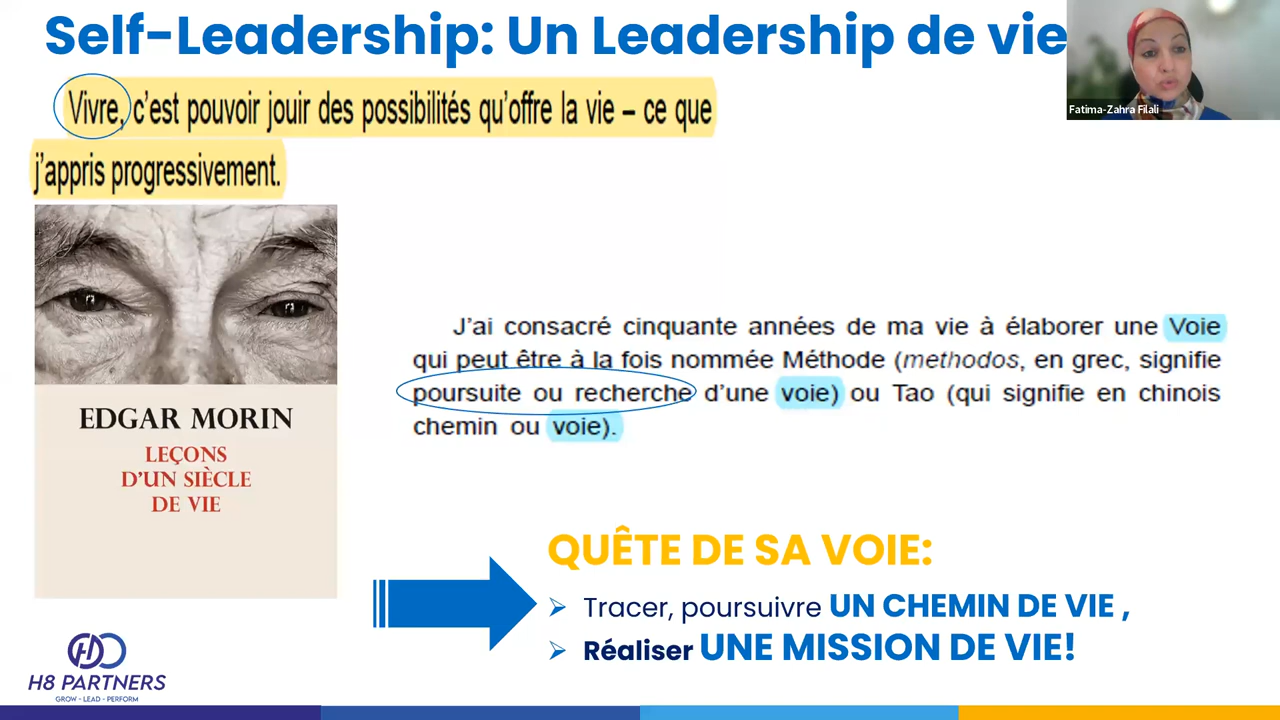 Self-Leadership: Un Leadership de vie
Fatima-Zahra Filali
Vivre, c'est pouvoir jouir des possibilités qu'offre la vie – ce que
j'appris progressivement.
EDGAR MORIN
LEÇONS
D'UN SIÈCLE
DE VIE
J'ai consacré cinquante années de ma vie à élaborer une Voie
qui peut être à la fois nommée Méthode (methodos, en grec, signifie
poursuite ou recherche d'une voie) ou Tao (qui signifie en chinois
chemin ou voie).
QUÊTE DE SA VOIE:
Tracer, poursuivre UN CHEMIN DE VIE ,
Réaliser UNE MISSION DE VIE!
H8 PARTNERS
GROW - LEAD - PERFORM